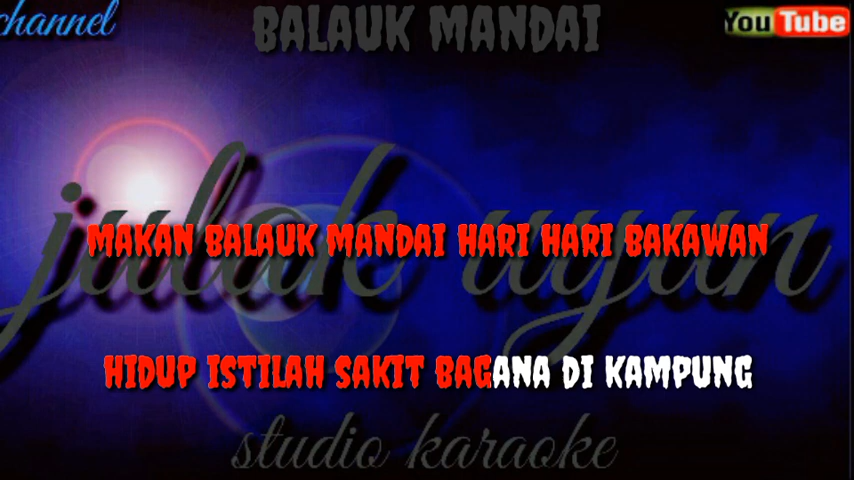 channel
BALAUK MANDAI
YouTube
julak uyun
MAKAN BALAUK MANDAI HARI HARI BAKAWAN
HIDUP ISTILAH SAKIT BAGANA DI KAMPUNG
studio karaoke